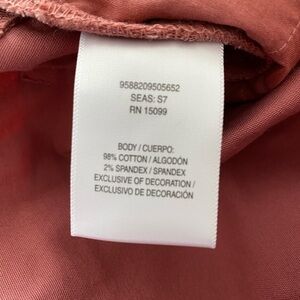 9588209505652
SEAS: S7
RN 15099
BODY / CUERPO:
98% COTTON / ALGODÓN
2% SPANDEX / SPANDEX
EXCLUSIVE OF DECORATION /
EXCLUSIVO DE DECORACIÓN